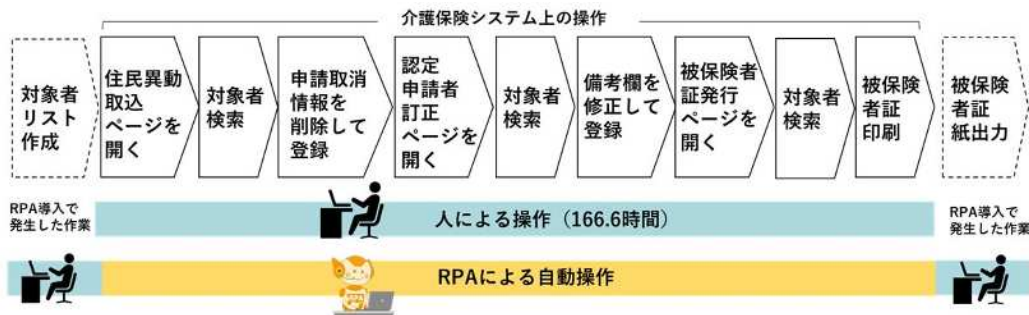 介護保険システム上の操作
対象者
リスト
作成
住民異動
取込
ページを
開く
対象者
検索
申請取消
情報を
削除して
登録
認定
申請者
訂正
ページを
開く
対象者
検索
備考欄を
修正して
登録
被保険者
証発行
ページを
開く
対象者
検索
被保険
者証
印刷
被保険
者証
紙出力
RPA導入で
発生した作業
人による操作（166.6時間）
RPA導入で
発生した作業
RPAによる自動操作
RPA